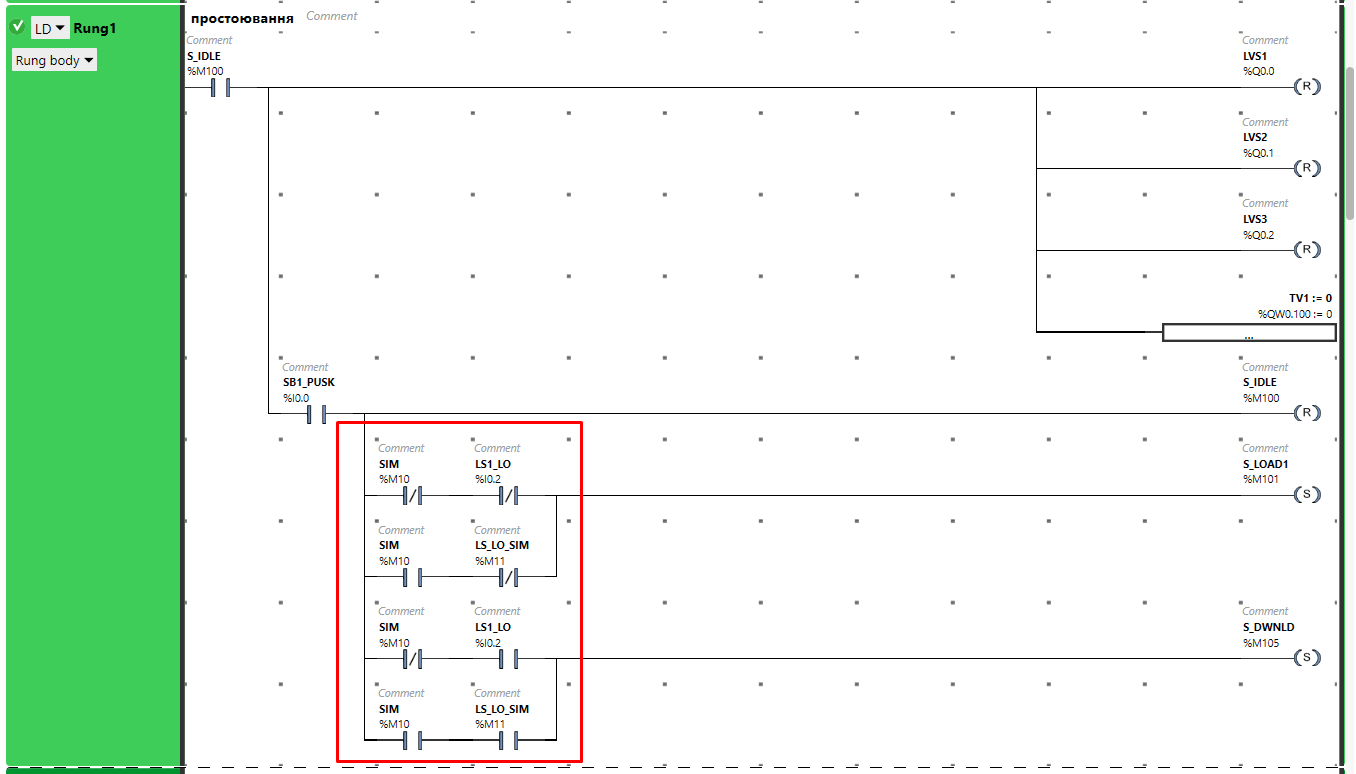 LD Rung1
простоювання Comment
Rung body
Comment
S_IDLE
%M100
Comment
LVS1
%Q0.0
R
Comment
LVS2
%Q0.1
R
Comment
LVS3
%Q0.2
R
TV1 := 0
%QW0.100 := 0
...
Comment
SB1_PUSK
%I0.0
Comment
S_IDLE
%M100
R
Comment
SIM
%M10
Comment
LS1_LO
%I0.2
Comment
S_LOAD1
%M101
S
Comment
SIM
%M10
Comment
LS_LO_SIM
%M11
Comment
SIM
%M10
Comment
LS1_LO
%I0.2
Comment
S_DWNLD
%M105
S
Comment
SIM
%M10
Comment
LS_LO_SIM
%M11